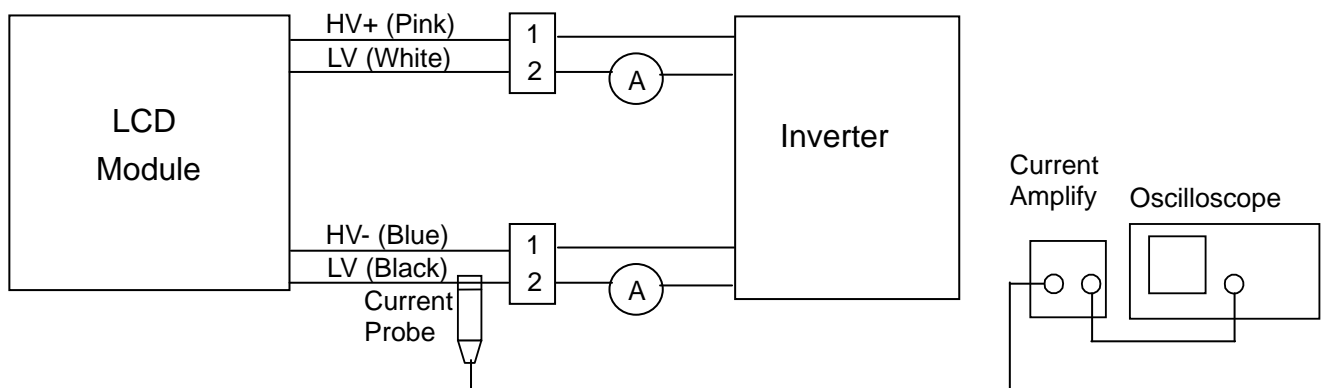 HV+ (Pink)
1
LV (White)
2
A
LCD
Module
Inverter
HV- (Blue)
1
LV (Black)
2
A
Current
Probe
Current
Amplify
Oscilloscope